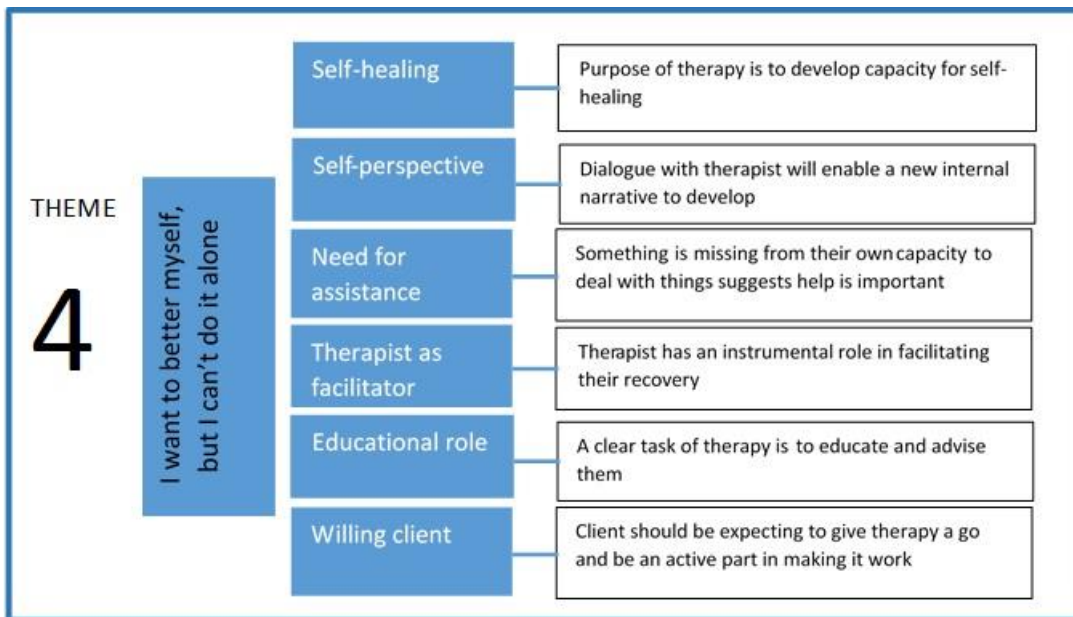 THEME
4
I want to better myself,
but I can't do it alone
Self-healing
Purpose of therapy is to develop capacity for self-
healing
Self-perspective
Dialogue with therapist will enable a new internal
narrative to develop
Need for
assistance
Something is missing from their own capacity to
deal with things suggests help is important
Therapist as
facilitator
Therapist has an instrumental role in facilitating
their recovery
Educational role
A clear task of therapy is to educate and advise
them
Willing client
Client should be expecting to give therapy a go
and be an active part in making it work